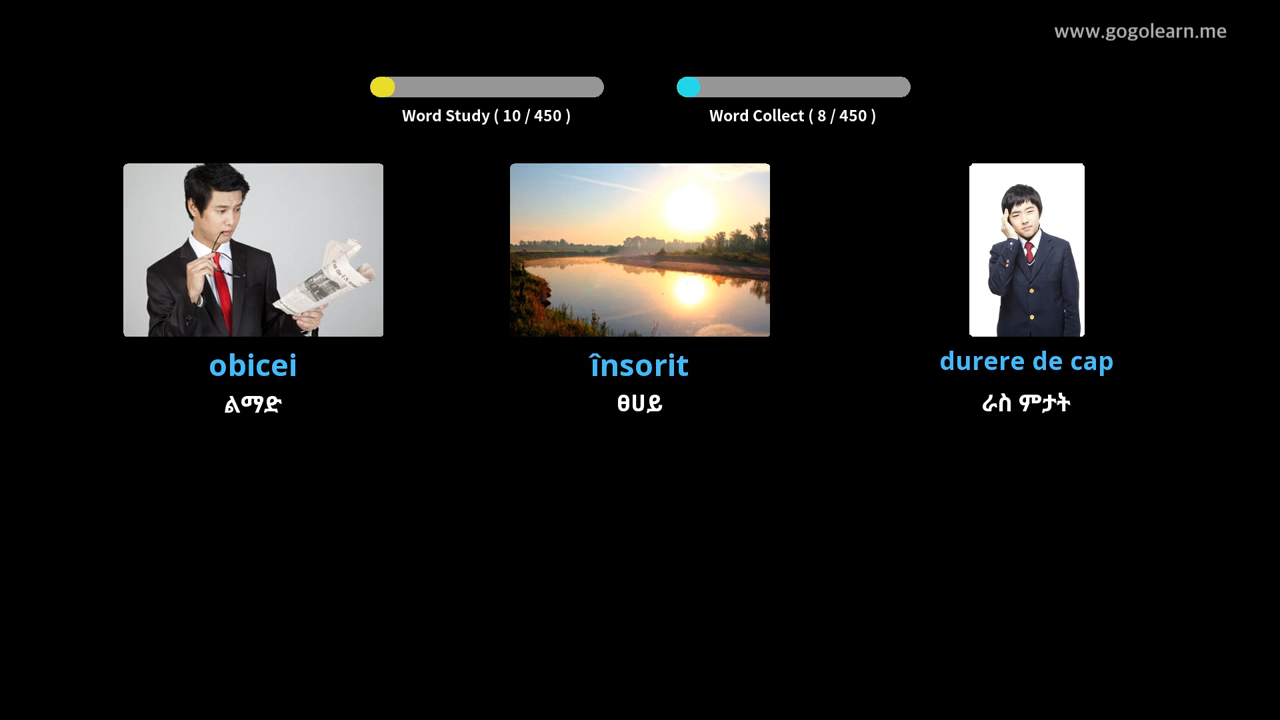 www.gogolearn.me
Word Study ( 10 / 450 )
Word Collect ( 8 / 450 )
obicei
însorit
durere de cap
ልማድ
ፀሀይ
ራስ ምታት